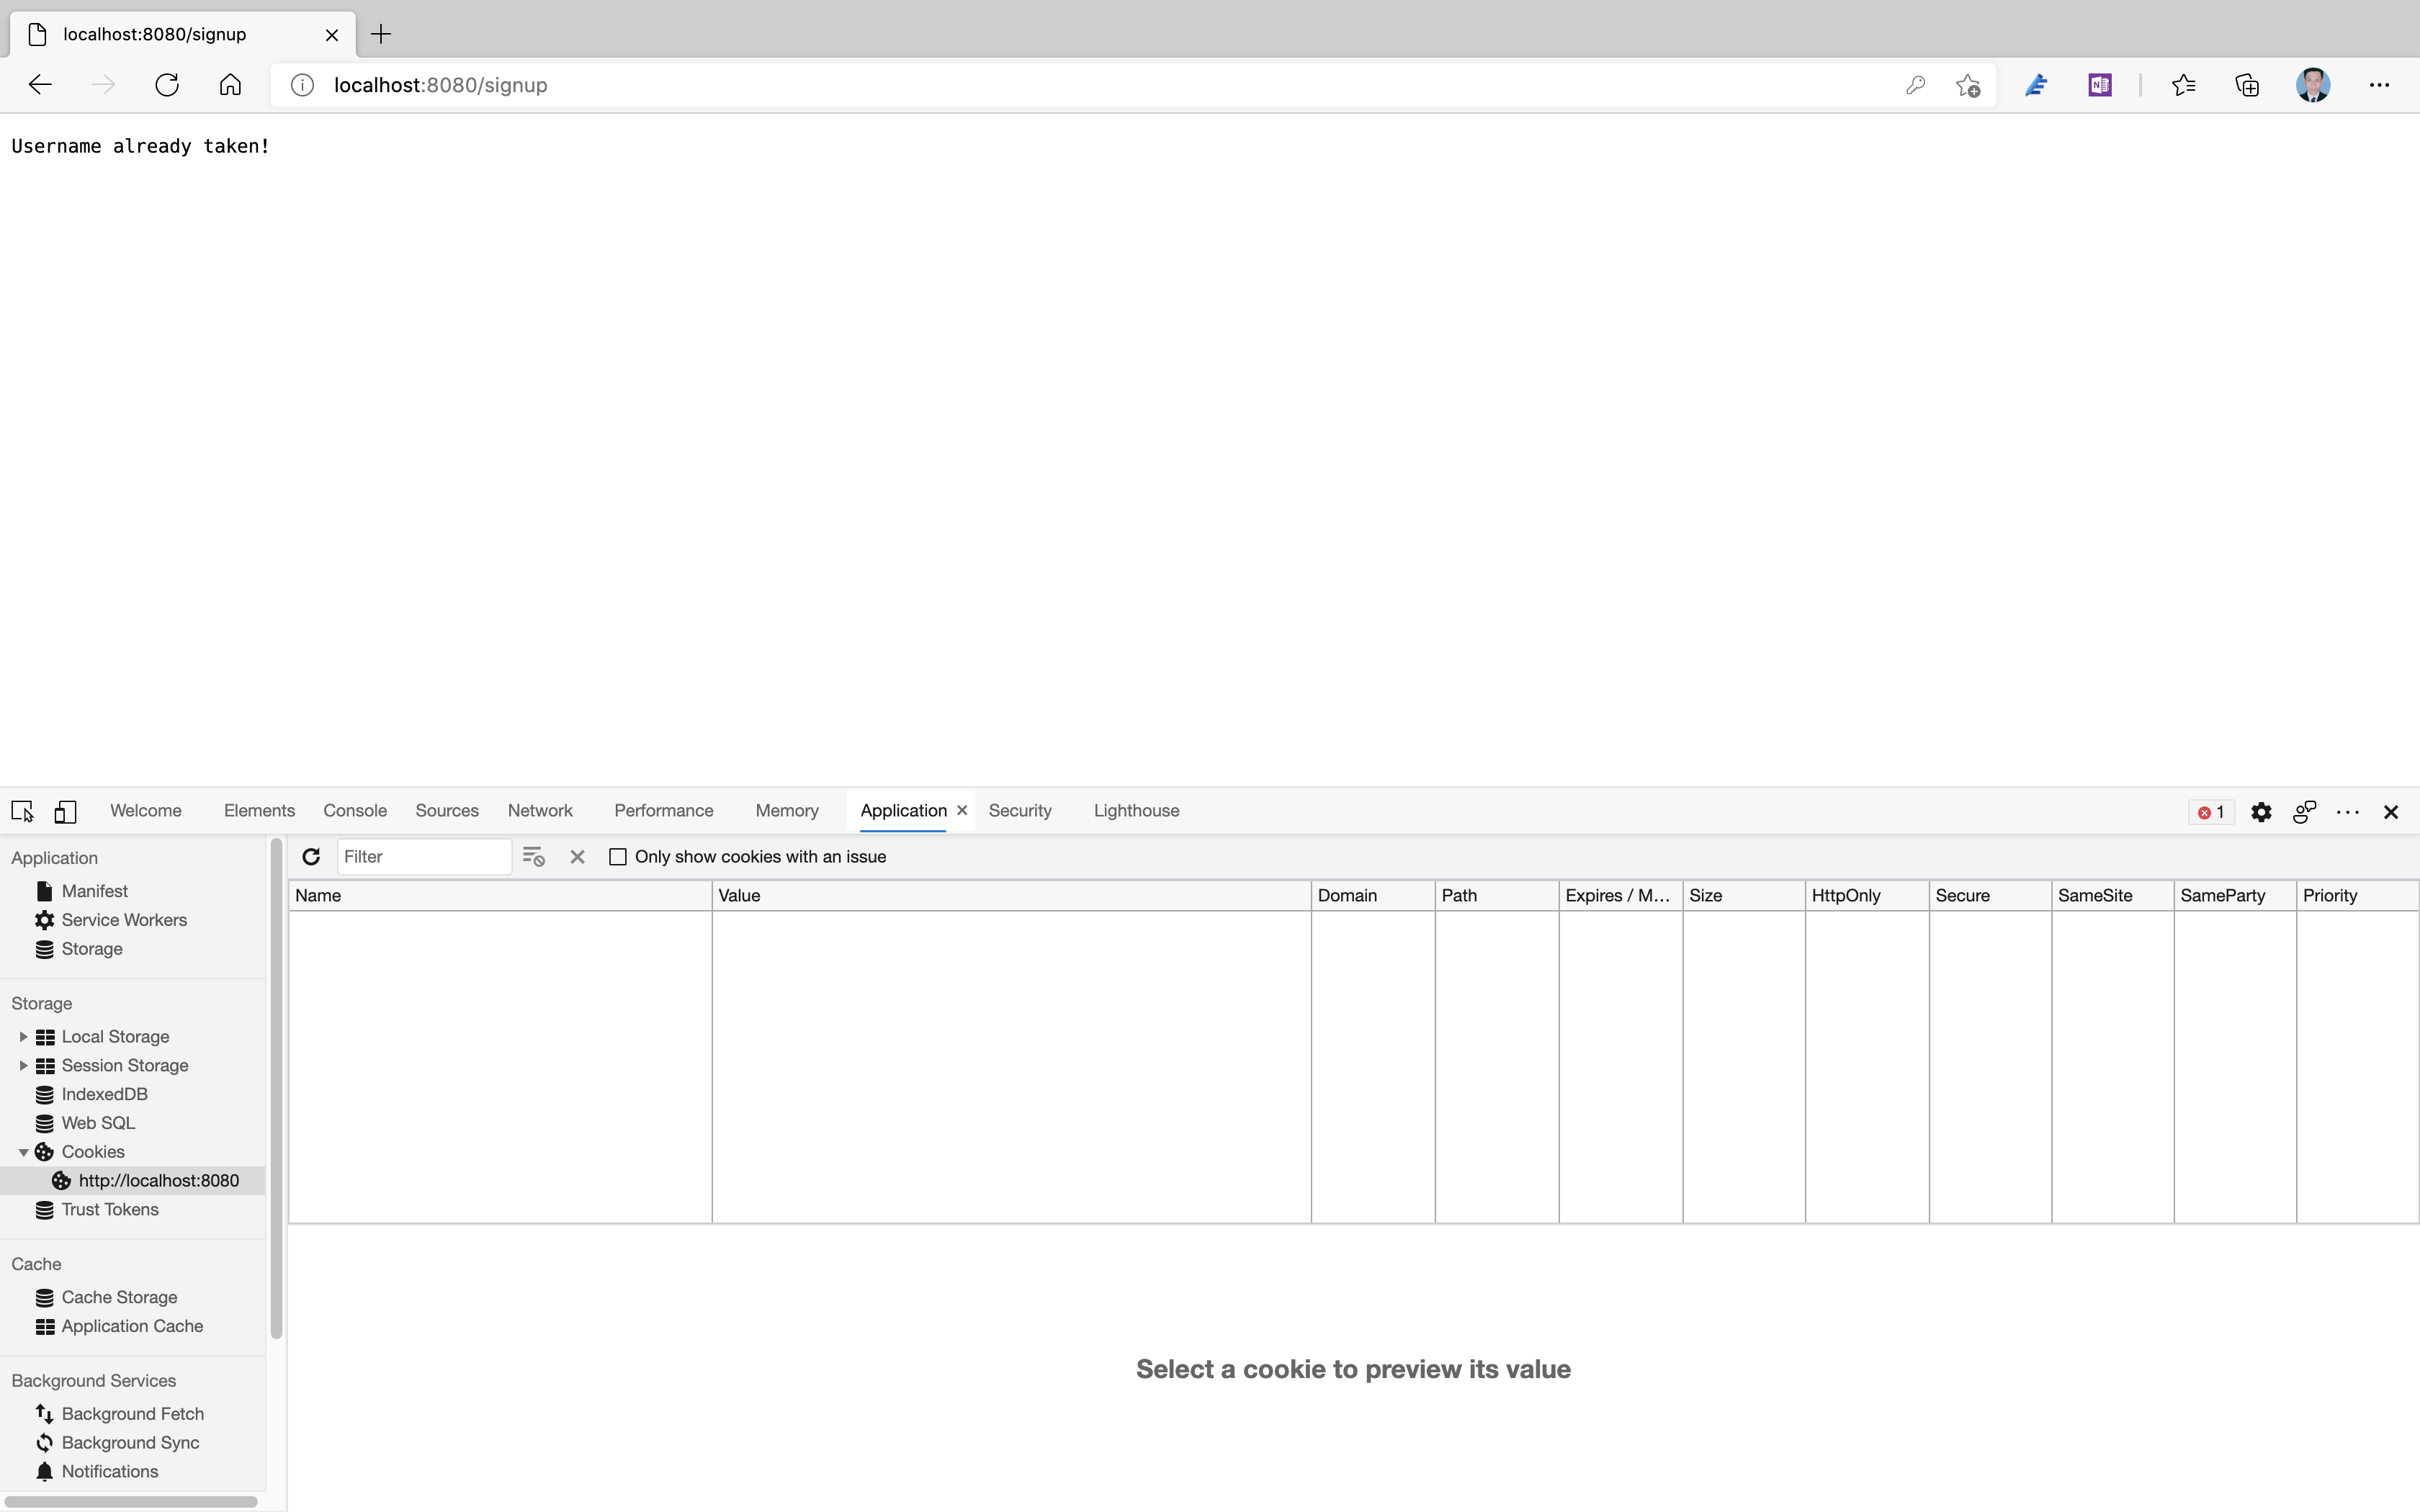 localhost:8080/signup
localhost:8080/signup
Username already taken!
Welcome Elements Console Sources Network Performance Memory Application Security Lighthouse 1
Application
Manifest
Service Workers
Storage
Storage
Local Storage
Session Storage
IndexedDB
Web SQL
Cookies
http://localhost:8080
Trust Tokens
Cache
Cache Storage
Application Cache
Background Services
Background Fetch
Background Sync
Notifications
Filter Only show cookies with an issue
Name Value Domain Path Expires / M... Size HttpOnly Secure SameSite SameParty Priority
Select a cookie to preview its value